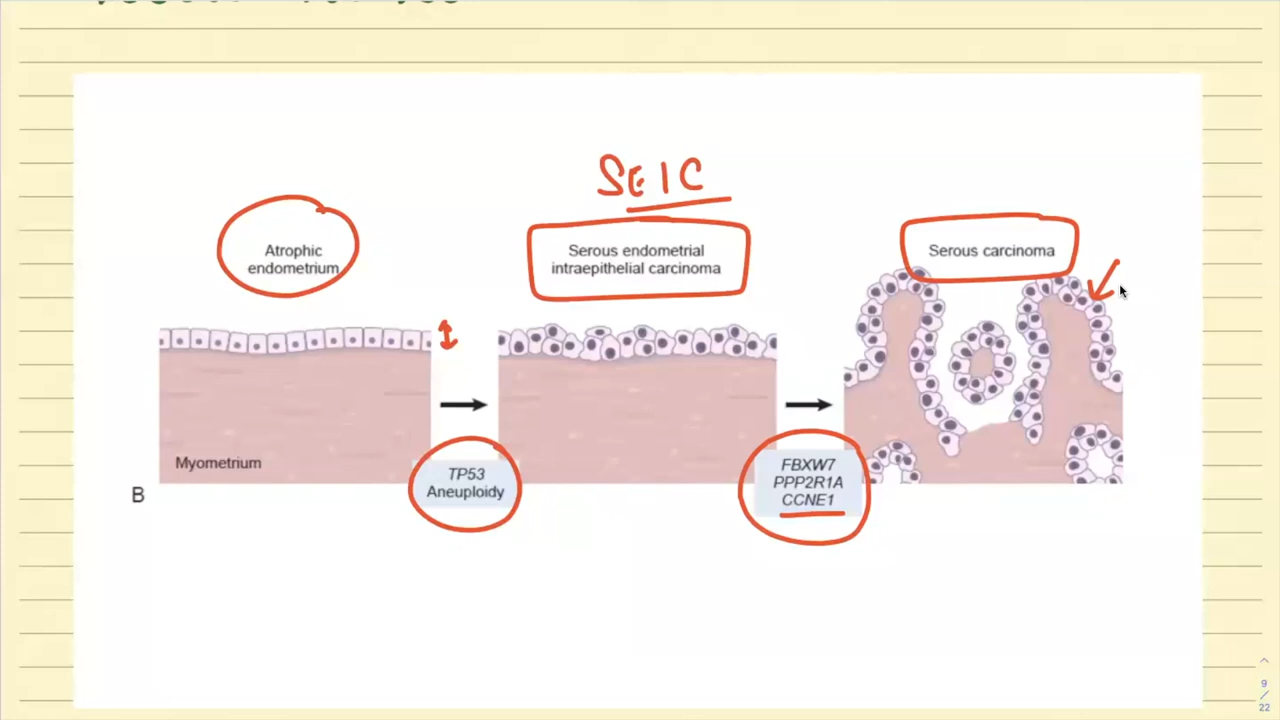 SEIC
Atrophic
endometrium
Serous endometrial
intraepithelial carcinoma
Serous carcinoma
Myometrium
TP53
Aneuploidy
FBXW7
PPP2R1A
CCNE1
B
9
/
22